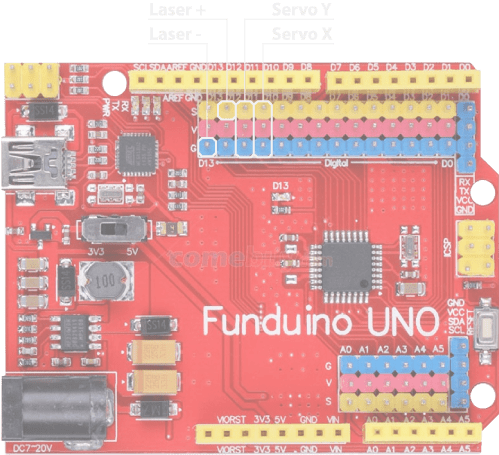 Laser + Servo Y
Laser - Servo X
SCL SDA AREF GND D13 D12 D11 D10 D9 D8 D7 D6 D5 D4 D3 D2 D1 D0
AREF GND
PWR TX RX
S
V
G
D13 Digital D0
RX
TX
VCC
GND
D13
3V3 5V
ICSP
100
Funduino UNO
GND
VCC
SDA
SCL
RESET
A0 A1 A2 A3 A4 A5
G
V
S
DC7-20V
VIORST 3V3 5V GND VIN A0 A1 A2 A3 A4 A5